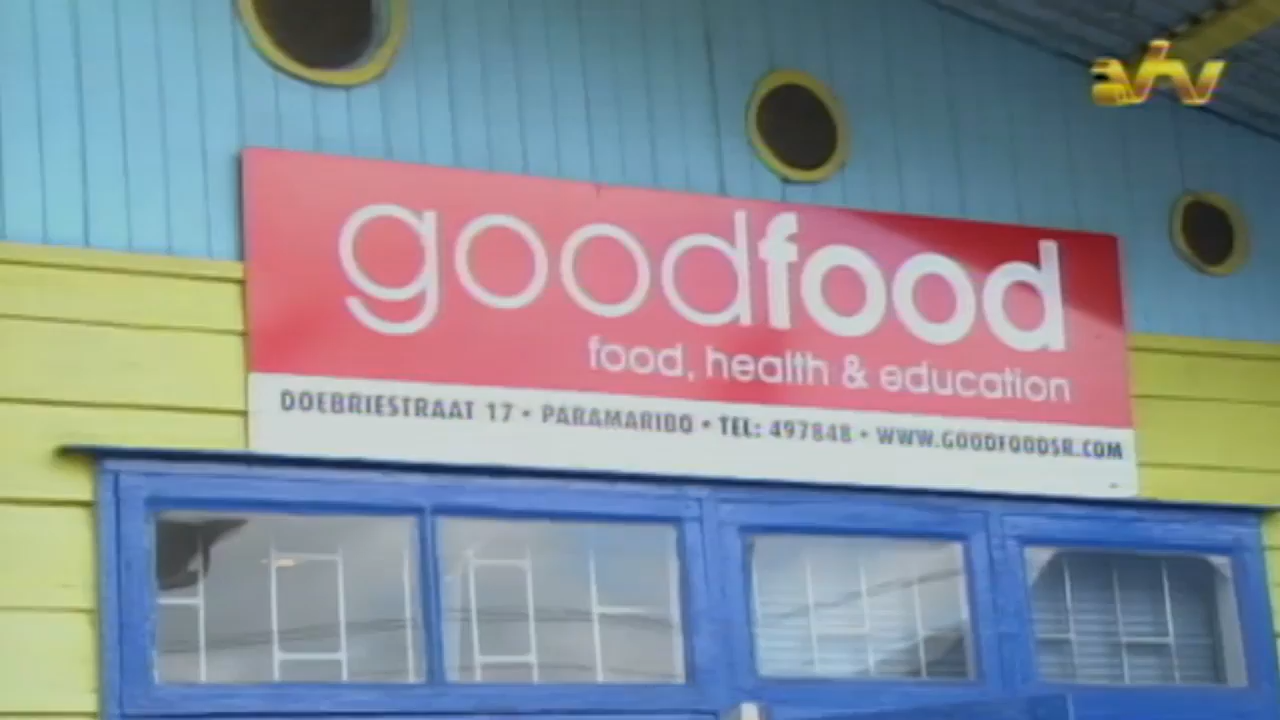 atv
goodfood
food, health & education
DOEBRIESTRAAT 17 • PARAMARIBO • TEL: 497848 • WWW.GOODFOODSR.COM